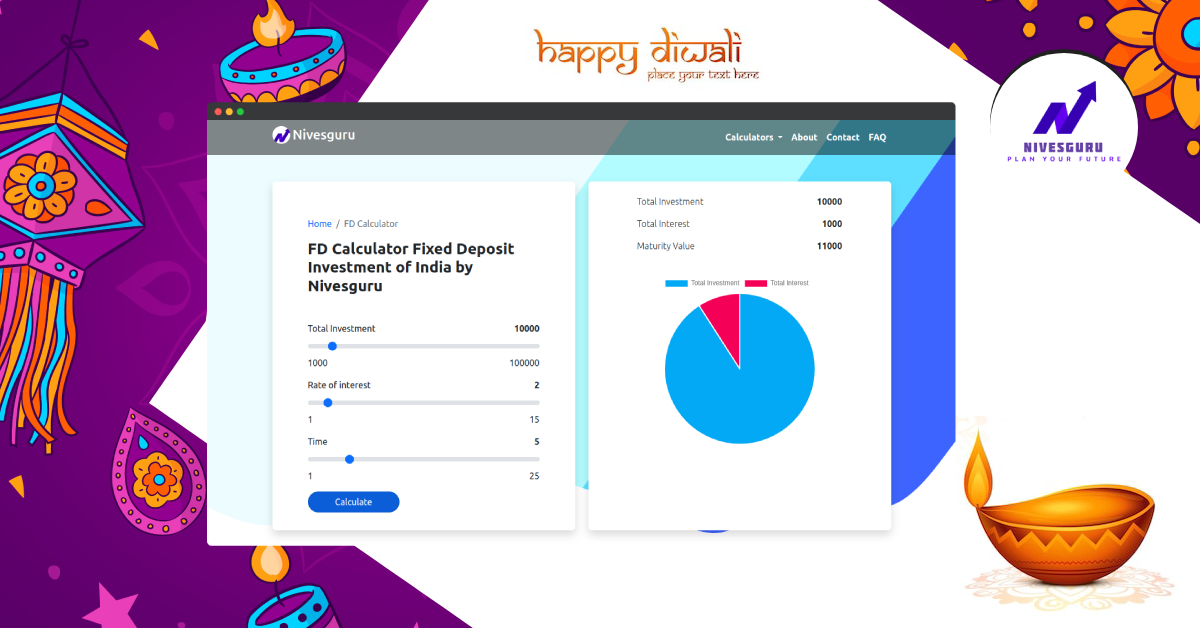 happy diwali
place your text here
NIVESGURU
PLAN YOUR FUTURE
Nivesguru
Calculators About Contact FAQ
Home / FD Calculator
FD Calculator Fixed Deposit
Investment of India by
Nivesguru
Total Investment 10000
1000 100000
Rate of interest 2
1 15
Time 5
1 25
Calculate
Total Investment 10000
Total Interest 1000
Maturity Value 11000
Total Investment Total Interest